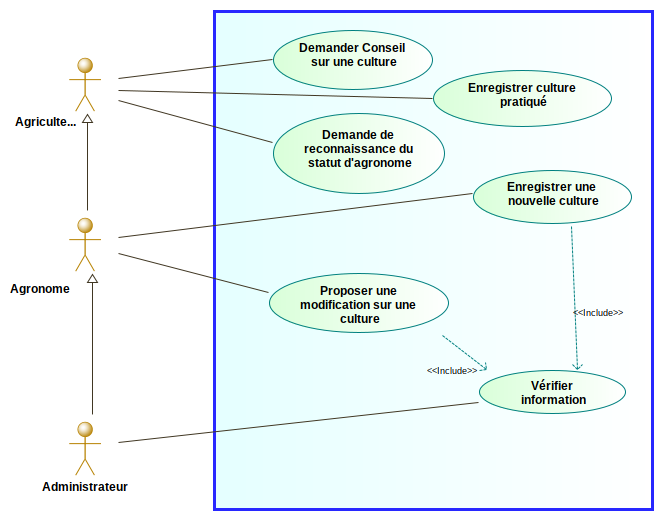 Demander Conseil
sur une culture
Enregistrer culture
pratiqué
Agriculte...
Demande de
reconnaissance du
statut d'agronome
Enregistrer une
nouvelle culture
Agronome
Proposer une
modification sur une
culture
<<Include>>
<<Include>>
Vérifier
information
Administrateur